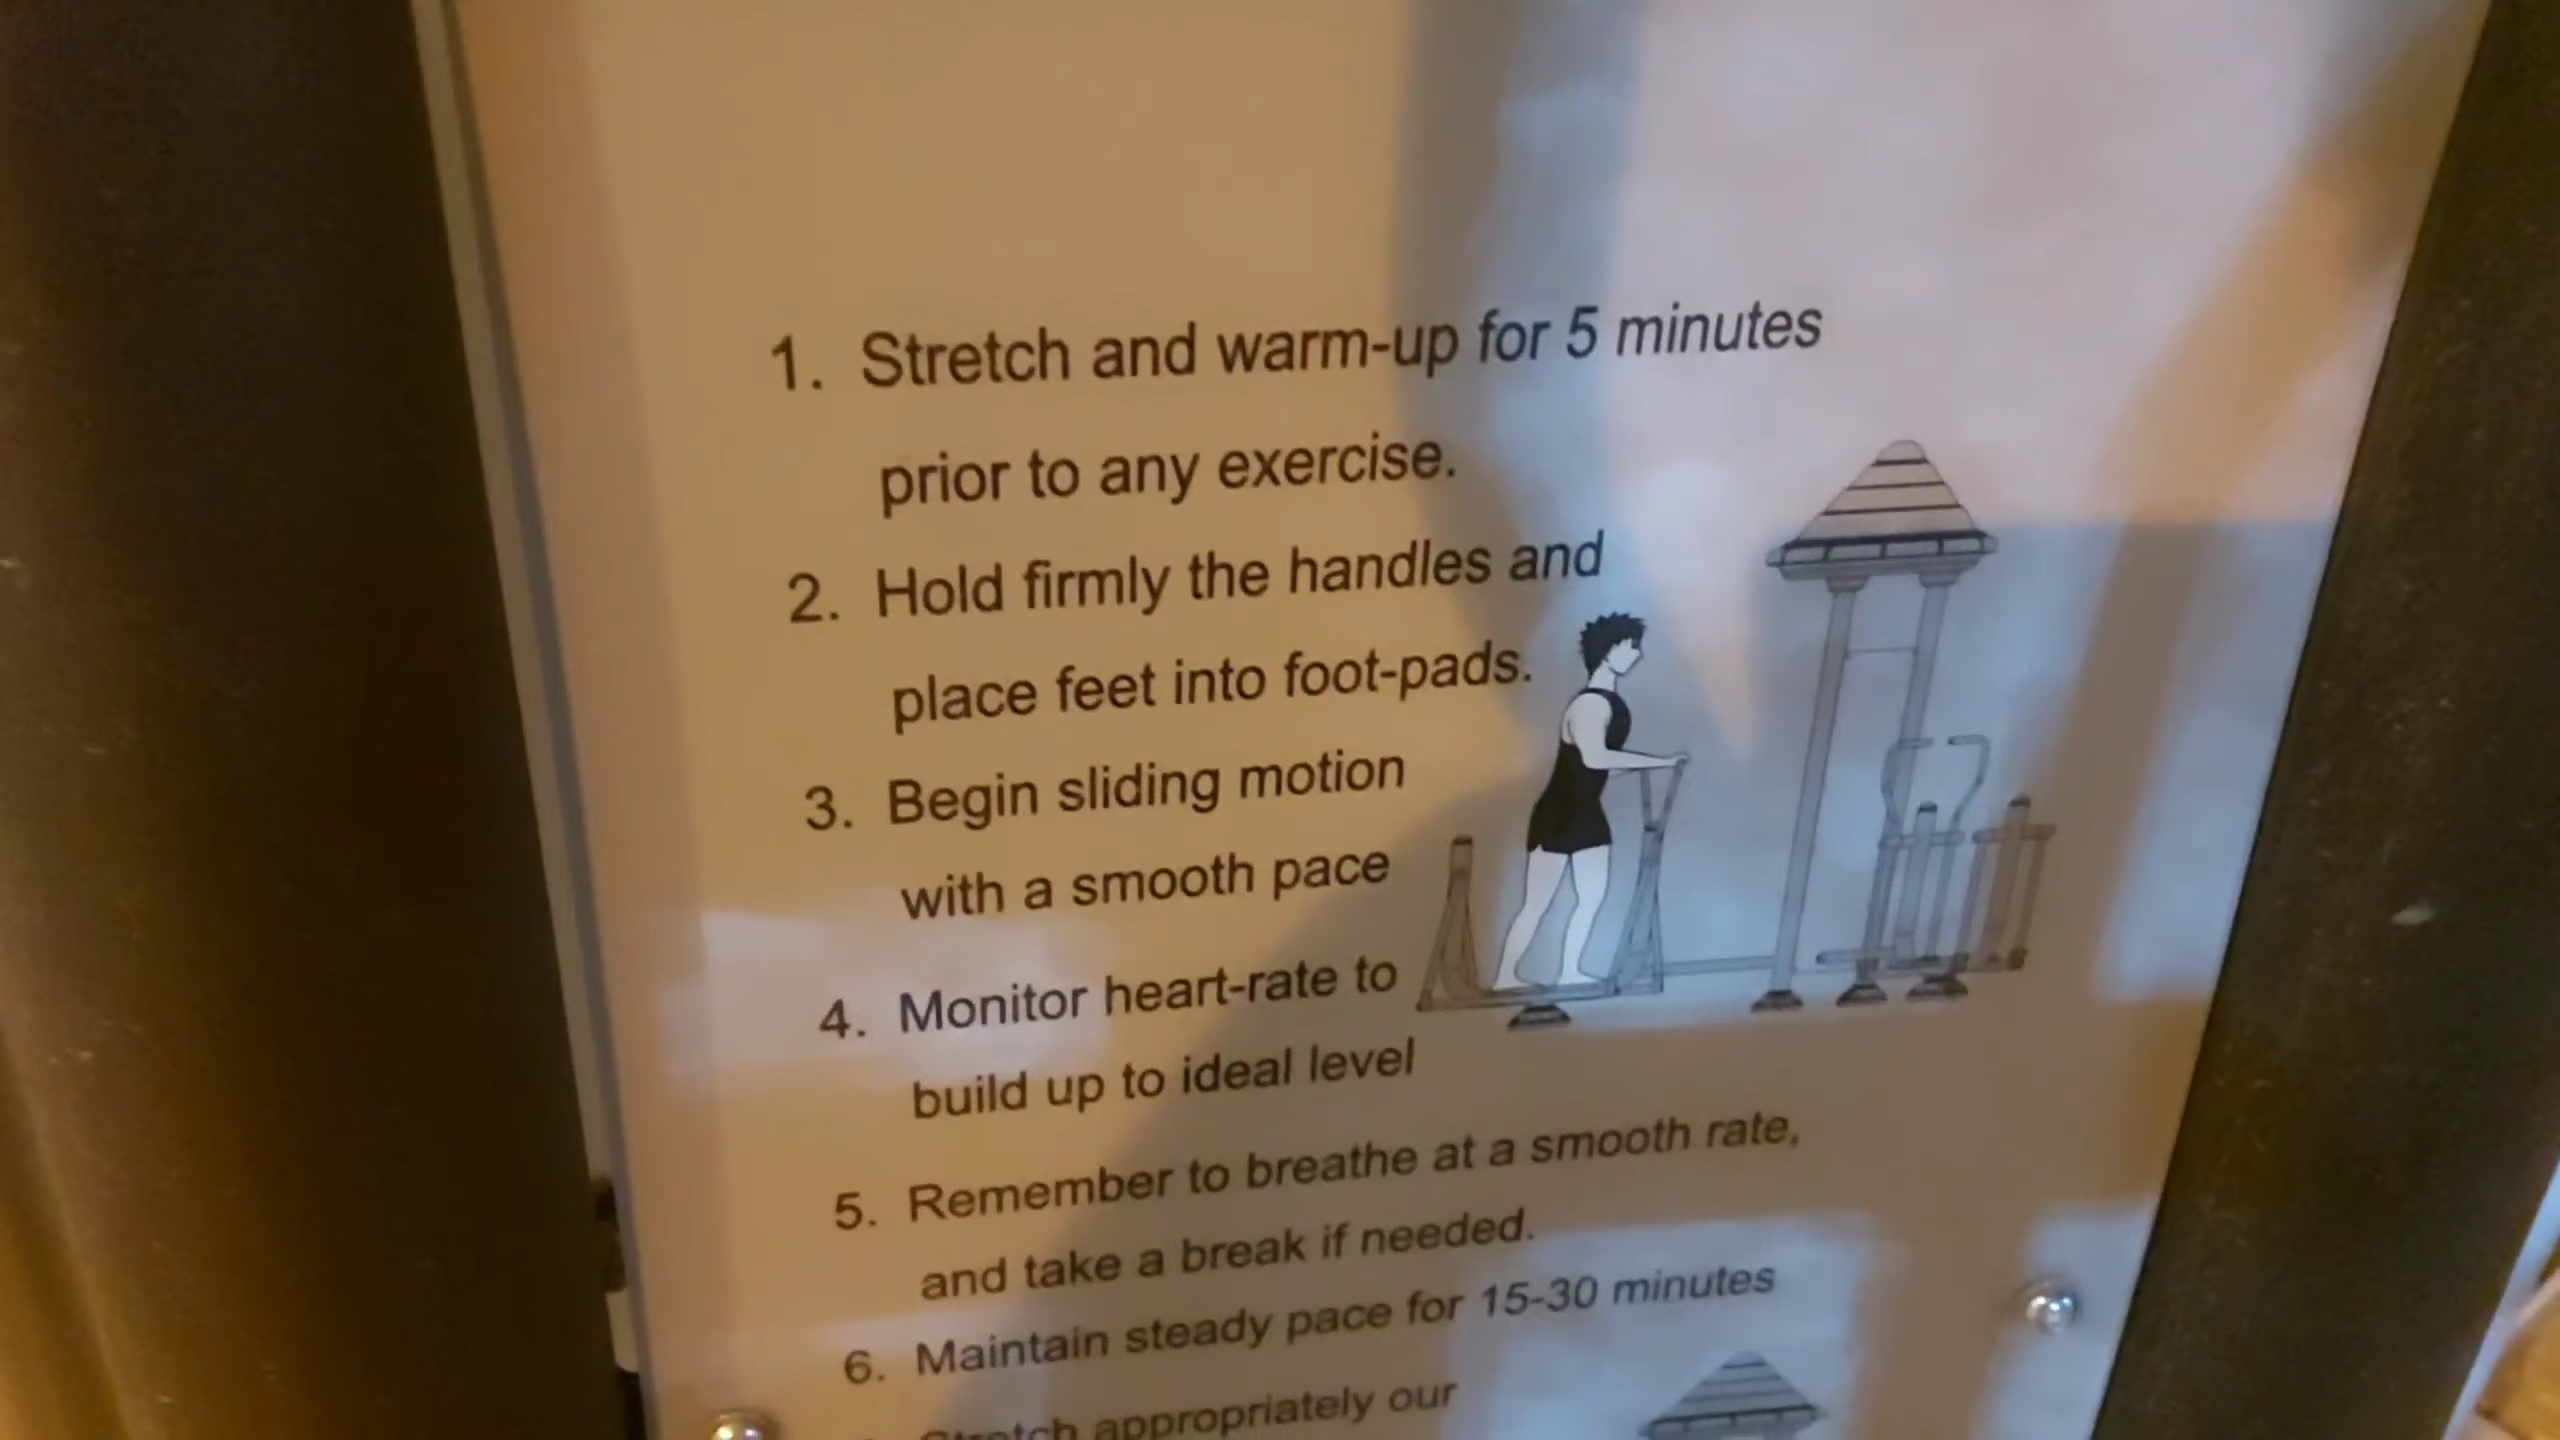 1. Stretch and warm-up for 5 minutes
prior to any exercise.
2. Hold firmly the handles and
place feet into foot-pads.
3. Begin sliding motion
with a smooth pace
4. Monitor heart-rate to
build up to ideal level
5. Remember to breathe at a smooth rate,
and take a break if needed.
6. Maintain steady pace for 15-30 minutes
Stretch appropriately our